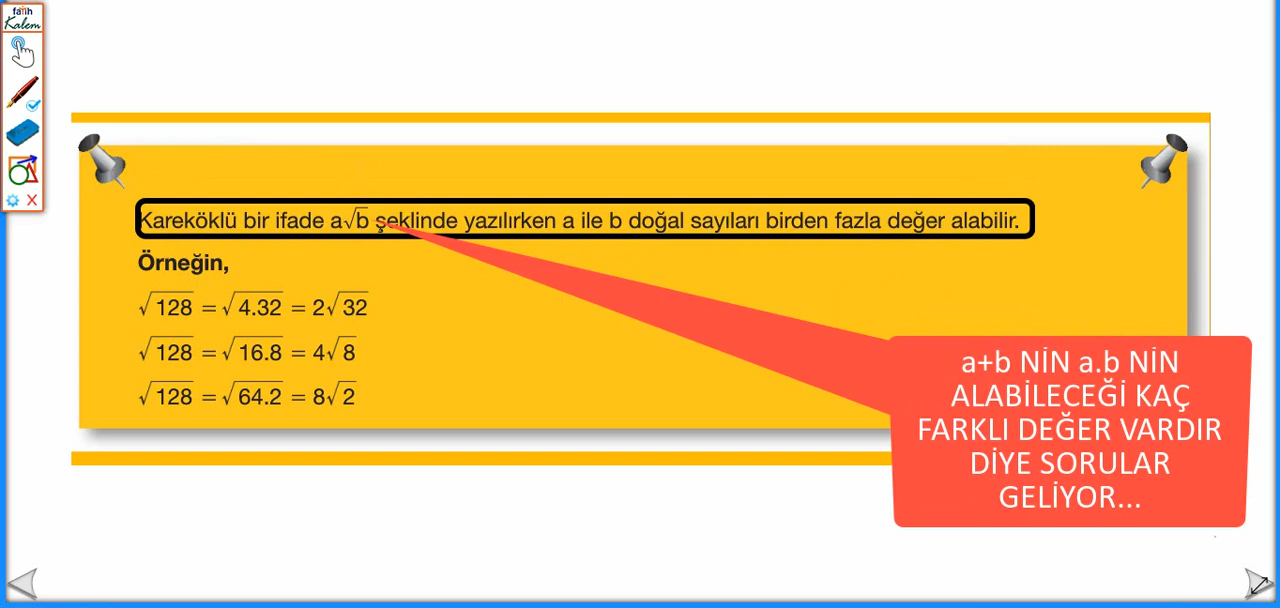 fatih
Kalem
Kareköklü bir ifade a√b şeklinde yazılırken a ile b doğal sayıları birden fazla değer alabilir.
Örneğin,
√128 = √4.32 = 2√32
√128 = √16.8 = 4√8
√128 = √64.2 = 8√2
a+b NİN a.b NİN
ALABİLECEĞİ KAÇ
FARKLI DEĞER VARDIR
DİYE SORULAR
GELİYOR...